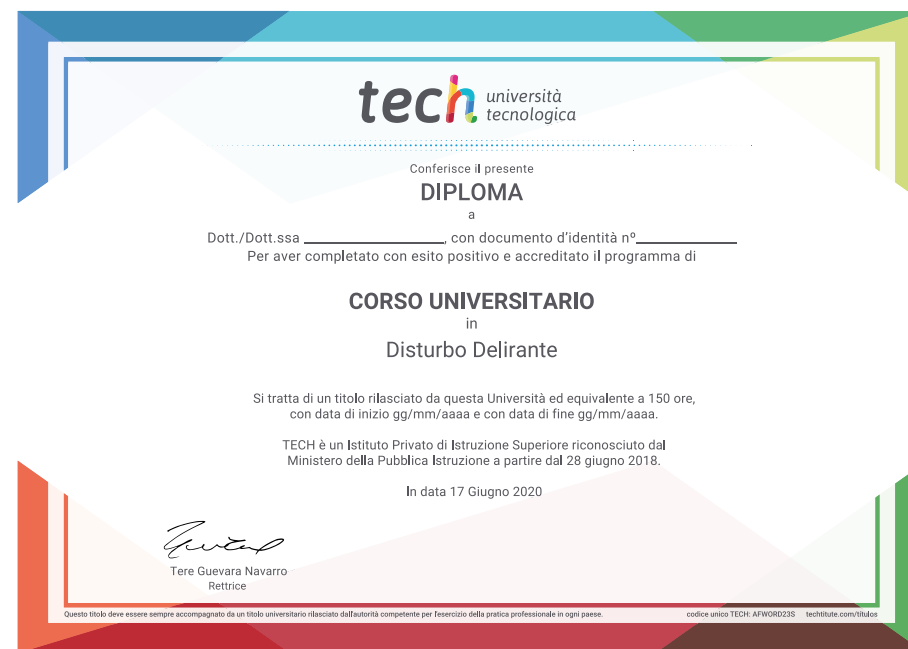 tech università
tecnologica
Conferisce il presente
DIPLOMA
a
Dott./Dott.ssa ____________________, con documento d'identità nº______________
Per aver completato con esito positivo e accreditato il programma di
CORSO UNIVERSITARIO
in
Disturbo Delirante
Si tratta di un titolo rilasciato da questa Università ed equivalente a 150 ore,
con data di inizio gg/mm/aaaa e con data di fine gg/mm/aaaa.
TECH è un Istituto Privato di Istruzione Superiore riconosciuto dal
Ministero della Pubblica Istruzione a partire dal 28 giugno 2018.
In data 17 Giugno 2020
Tere Guevara Navarro
Rettrice
Questo titolo deve essere sempre accompagnato da un titolo universitario rilasciato dall'autorità competente per l'esercizio della pratica professionale in ogni paese. codice unico TECH: AFWORD23S techtitute.com/títulos